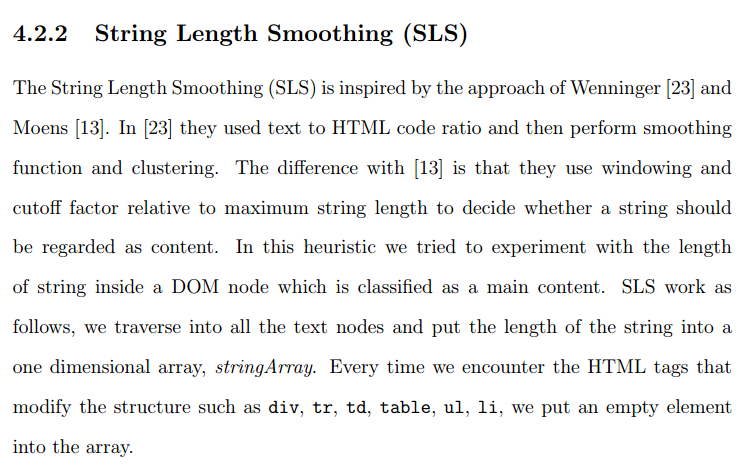 4.2.2 String Length Smoothing (SLS)
The String Length Smoothing (SLS) is inspired by the approach of Wenninger [23] and
Moens [13]. In [23] they used text to HTML code ratio and then perform smoothing
function and clustering. The difference with [13] is that they use windowing and
cutoff factor relative to maximum string length to decide whether a string should
be regarded as content. In this heuristic we tried to experiment with the length
of string inside a DOM node which is classified as a main content. SLS work as
follows, we traverse into all the text nodes and put the length of the string into a
one dimensional array, stringArray. Every time we encounter the HTML tags that
modify the structure such as div, tr, td, table, ul, li, we put an empty element
into the array.